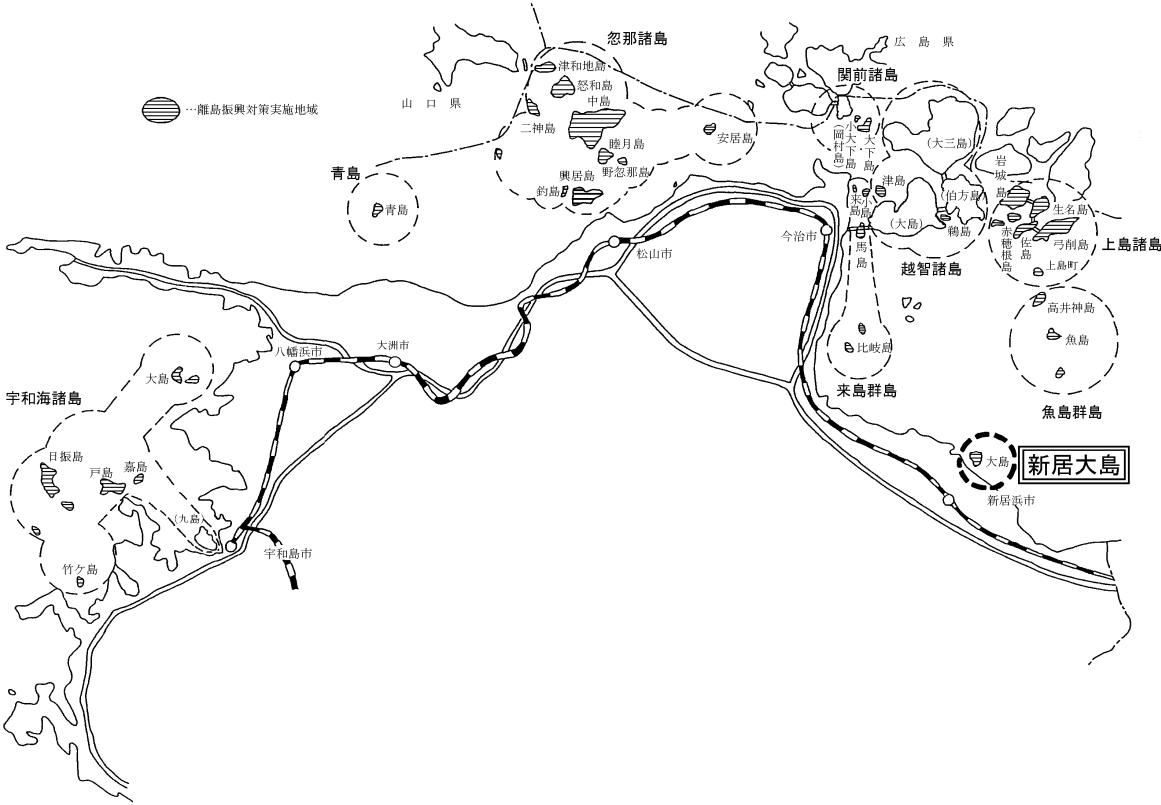 忽那諸島
広島県
津和地島
関前諸島
怒和島
山口県
中島
…離島振興対策実施地域
二神島
安居島
小大下島
(岡村島)
大下島
(大三島)
睦月島
野忽那島
岩城島
青島
興居島
釣島
津島
(伯方島)
青島
来島
小島
(大島)
鵜島
生名島
赤穂根島
佐島
弓削島
上島諸島
今治市
馬島
松山市
越智諸島
上島町
高井神島
魚島
大洲市
八幡浜市
比岐島
大島
来島群島
宇和海諸島
魚島群島
日振島
戸島
嘉島
大島
新居大島
新居浜市
(九島)
宇和島市
竹ケ島